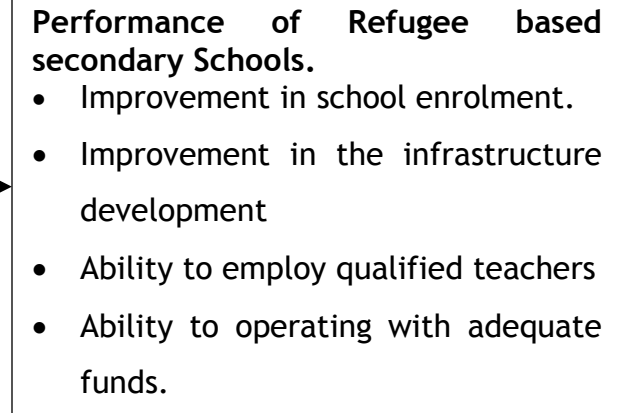 Performance of Refugee based
secondary Schools.
• Improvement in school enrolment.
• Improvement in the infrastructure
development
• Ability to employ qualified teachers
• Ability to operating with adequate
funds.